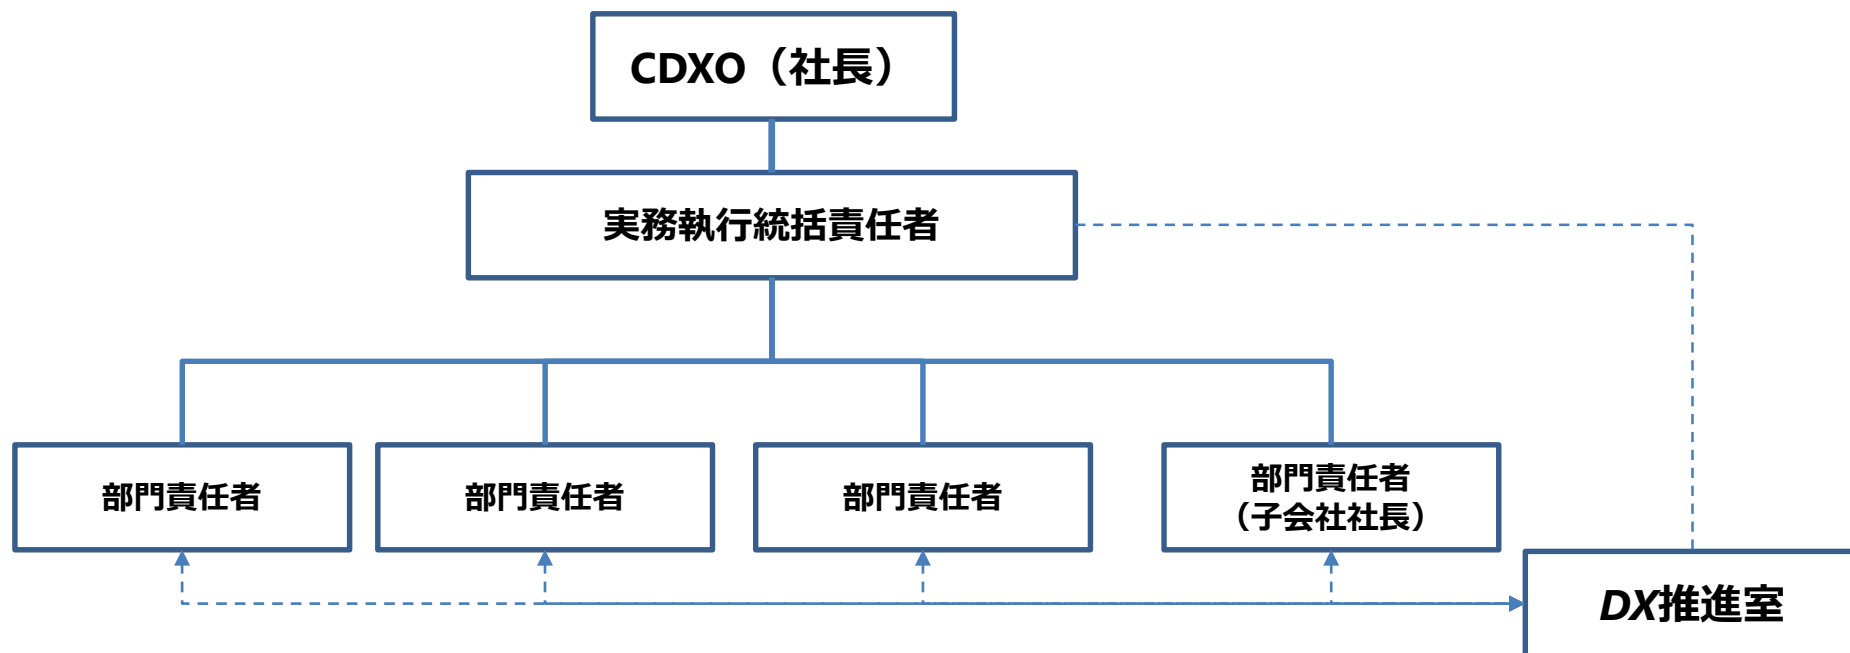 CDXO（社長）
実務執行統括責任者
部門責任者
部門責任者
部門責任者
部門責任者
（子会社社長）
DX推進室